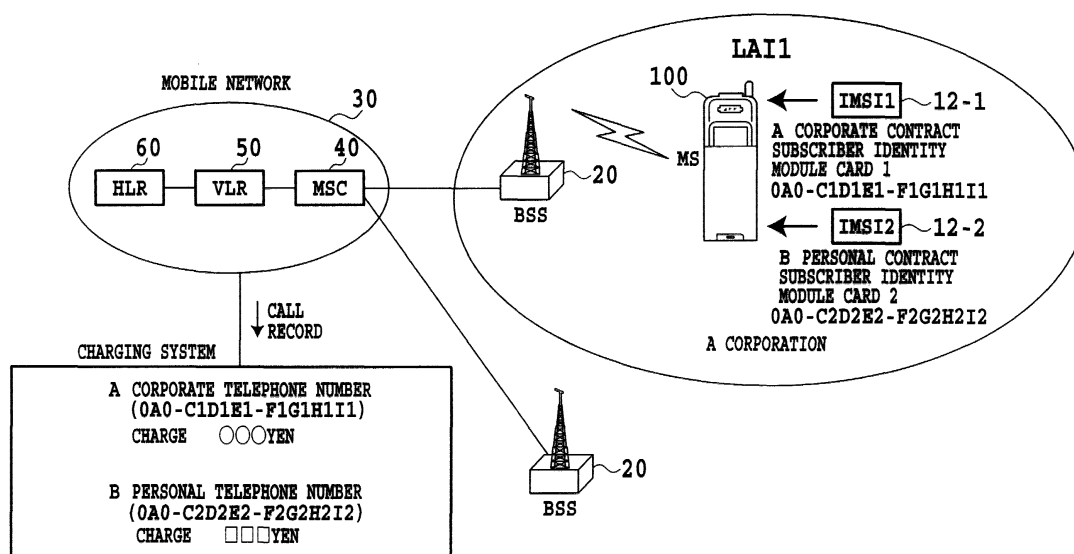 LAI1
MOBILE NETWORK
30
60
50
40
HLR
VLR
MSC
20
BSS
100
MS
IMSI1
12-1
A CORPORATE CONTRACT
SUBSCRIBER IDENTITY
MODULE CARD 1
0A0-C1D1E1-F1G1H1I1
IMSI2
12-2
B PERSONAL CONTRACT
SUBSCRIBER IDENTITY
MODULE CARD 2
0A0-C2D2E2-F2G2H2I2
A CORPORATION
CALL
RECORD
CHARGING SYSTEM
A CORPORATE TELEPHONE NUMBER
(0A0-C1D1E1-F1G1H1I1)
CHARGE ○○○YEN
B PERSONAL TELEPHONE NUMBER
(0A0-C2D2E2-F2G2H2I2)
CHARGE □□□YEN
20
BSS